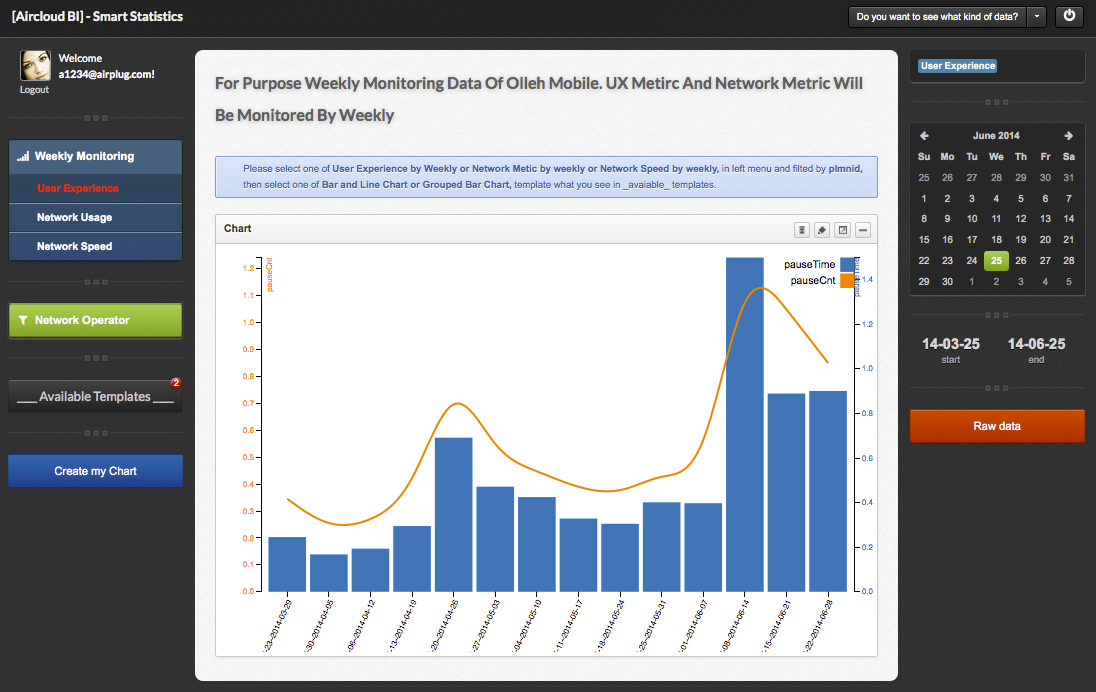 [Aircloud BI] - Smart Statistics
Do you want to see what kind of data?
Welcome
a1234@airplug.com!
Logout
Weekly Monitoring
User Experience
Network Usage
Network Speed
Network Operator
2
___ Available Templates ___
Create my Chart
For Purpose Weekly Monitoring Data Of Olleh Mobile. UX Metirc And Network Metric Will
Be Monitored By Weekly
Please select one of User Experience by Weekly or Network Metic by weekly or Network Speed by weekly, in left menu and filted by plmnid,
then select one of Bar and Line Chart or Grouped Bar Chart, template what you see in _avaiable_ templates.
Chart
pauseCnt
1.2
1.1
1.0
0.9
0.8
0.7
0.6
0.5
0.4
0.3
0.2
0.1
0.0
pauseTime
pauseCnt
1.4
1.2
1.0
0.8
0.6
0.4
0.2
0.0
-23~2014-03-29
-30~2014-04-05
-06~2014-04-12
-13~2014-04-19
-20~2014-04-26
-27~2014-05-03
-04~2014-05-10
-11~2014-05-17
-18~2014-05-24
-25~2014-05-31
-01~2014-06-07
-08~2014-06-14
-15~2014-06-21
-22~2014-06-28
User Experience
June 2014
Su Mo Tu We Th Fr Sa
25 26 27 28 29 30 31
1 2 3 4 5 6 7
8 9 10 11 12 13 14
15 16 17 18 19 20 21
22 23 24 25 26 27 28
29 30 1 2 3 4 5
14-03-25 14-06-25
start end
Raw data